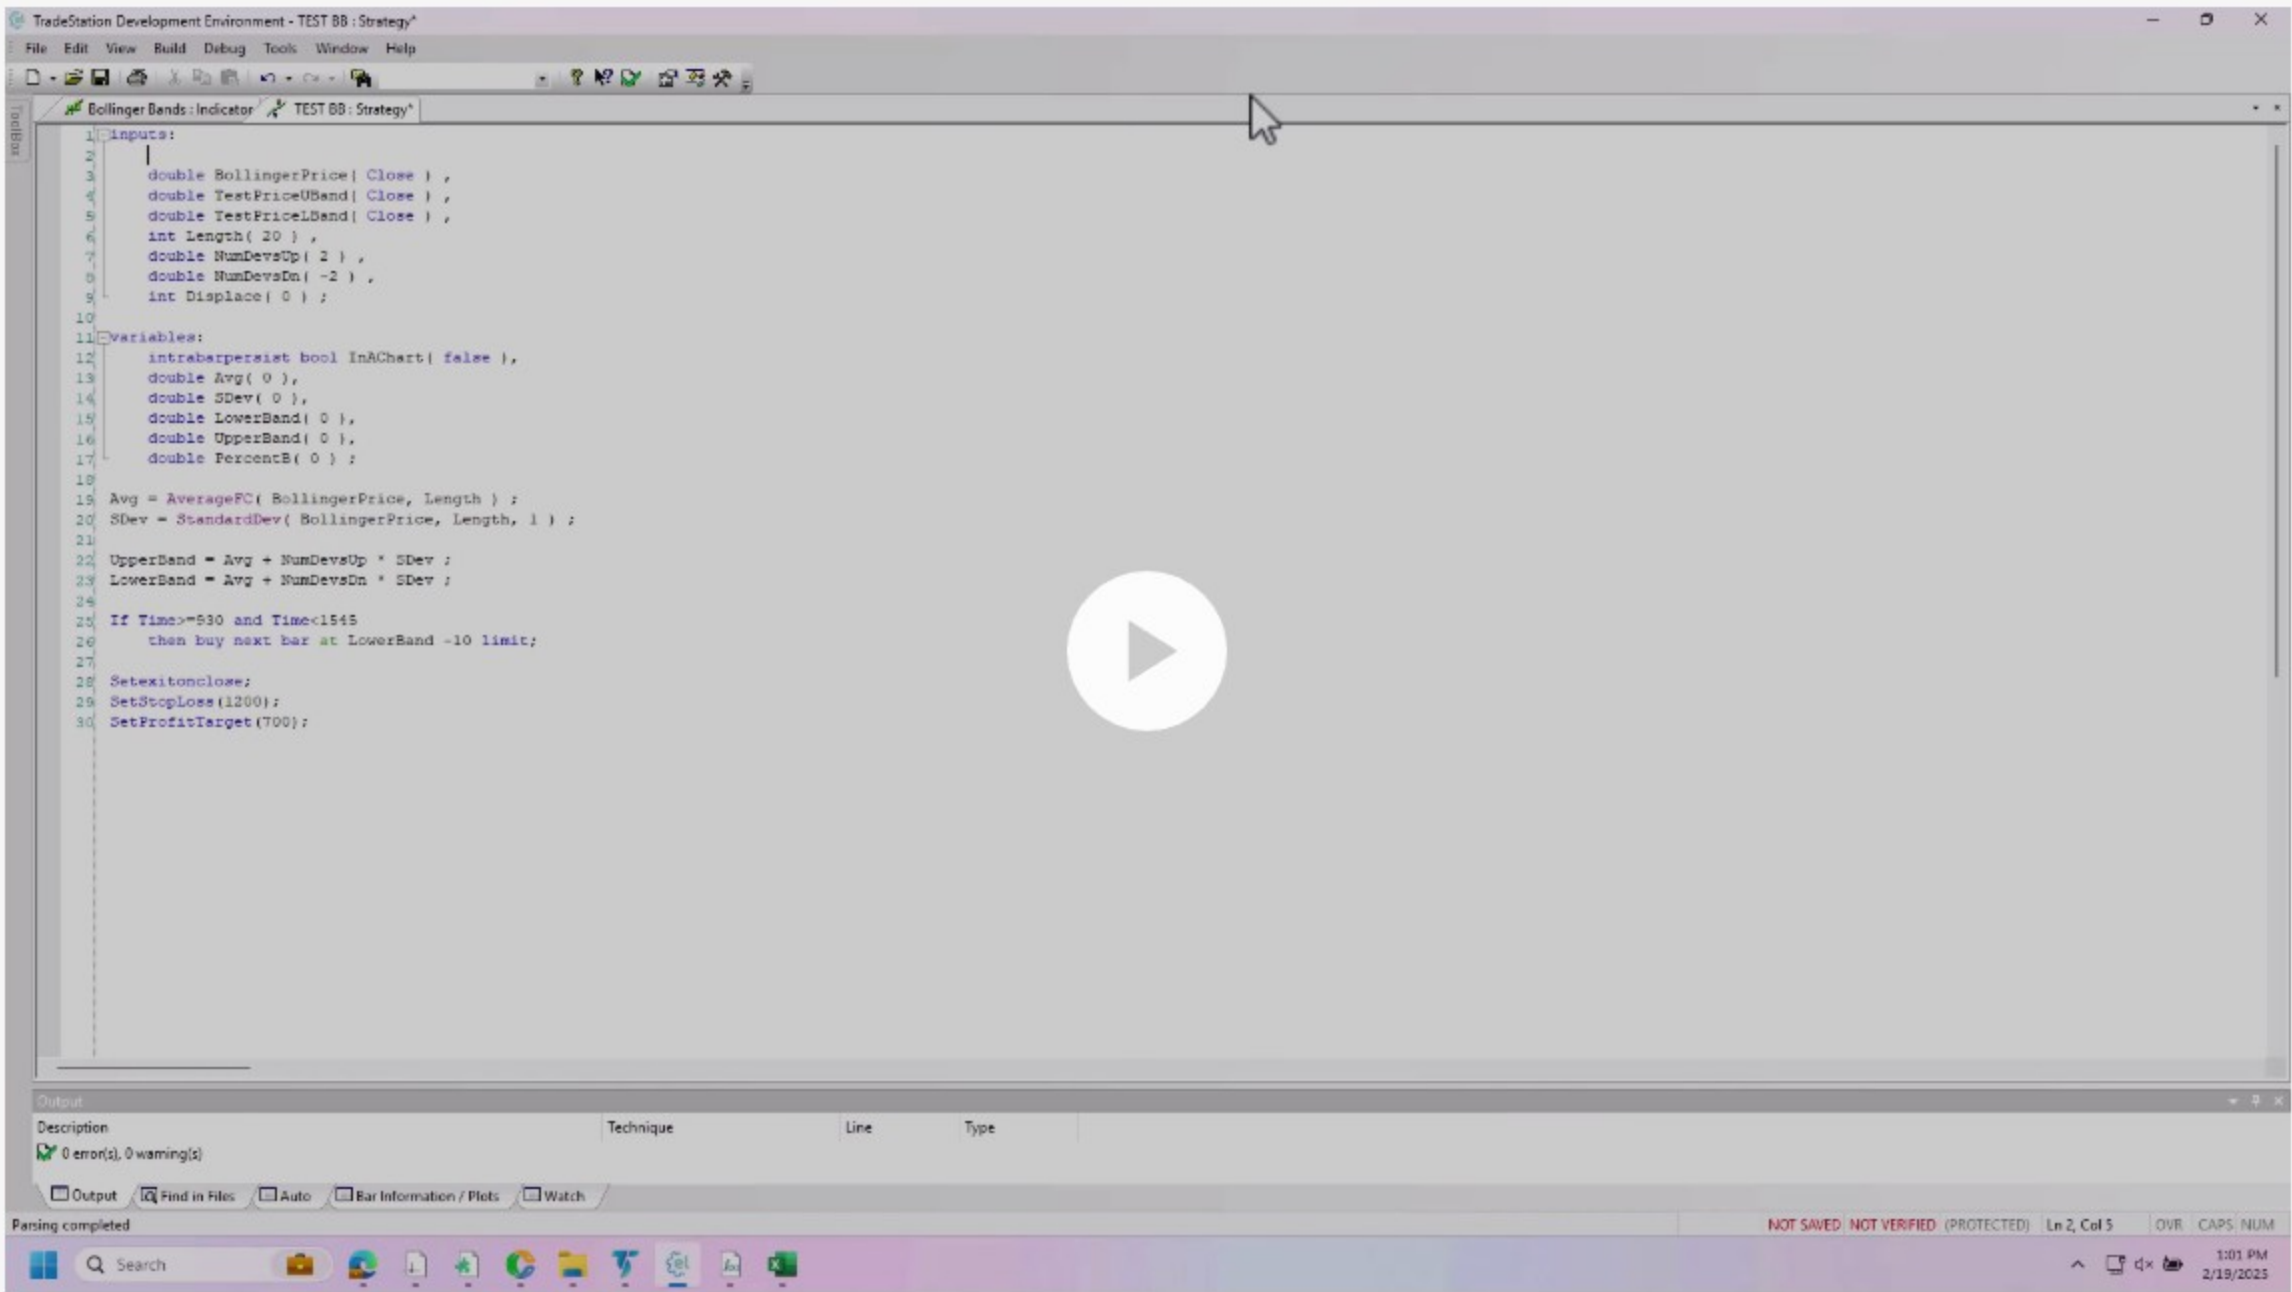 TradeStation Development Environment - TEST BB : Strategy*
File Edit View Build Debug Tools Window Help
ToolBox
Bollinger Bands : Indicator TEST BB : Strategy*
1 inputs:
2
3 double BollingerPrice( Close ) ,
4 double TestPriceUBand( Close ) ,
5 double TestPriceLBand( Close ) ,
6 int Length( 20 ) ,
7 double NumDevsUp( 2 ) ,
8 double NumDevsDn( -2 ) ,
9 int Displace( 0 ) ;
10
11 variables:
12 intrabarpersist bool InAChart( false ),
13 double Avg( 0 ),
14 double SDev( 0 ),
15 double LowerBand( 0 ),
16 double UpperBand( 0 ),
17 double PercentB( 0 ) ;
18
19 Avg = AverageFC( BollingerPrice, Length ) ;
20 SDev = StandardDev( BollingerPrice, Length, 1 ) ;
21
22 UpperBand = Avg + NumDevsUp * SDev ;
23 LowerBand = Avg + NumDevsDn * SDev ;
24
25 If Time>=930 and Time<1545
26 then buy next bar at LowerBand -10 limit;
27
28 Setexitonclose;
29 SetStopLoss(1200);
30 SetProfitTarget(700);
Output
Description Technique Line Type
0 error(s), 0 warning(s)
Output Find in Files Auto Bar Information / Plots Watch
Parsing completed NOT SAVED NOT VERIFIED (PROTECTED) Ln 2, Col 5 OVR CAPS NUM
Search
1:01 PM
2/19/2025